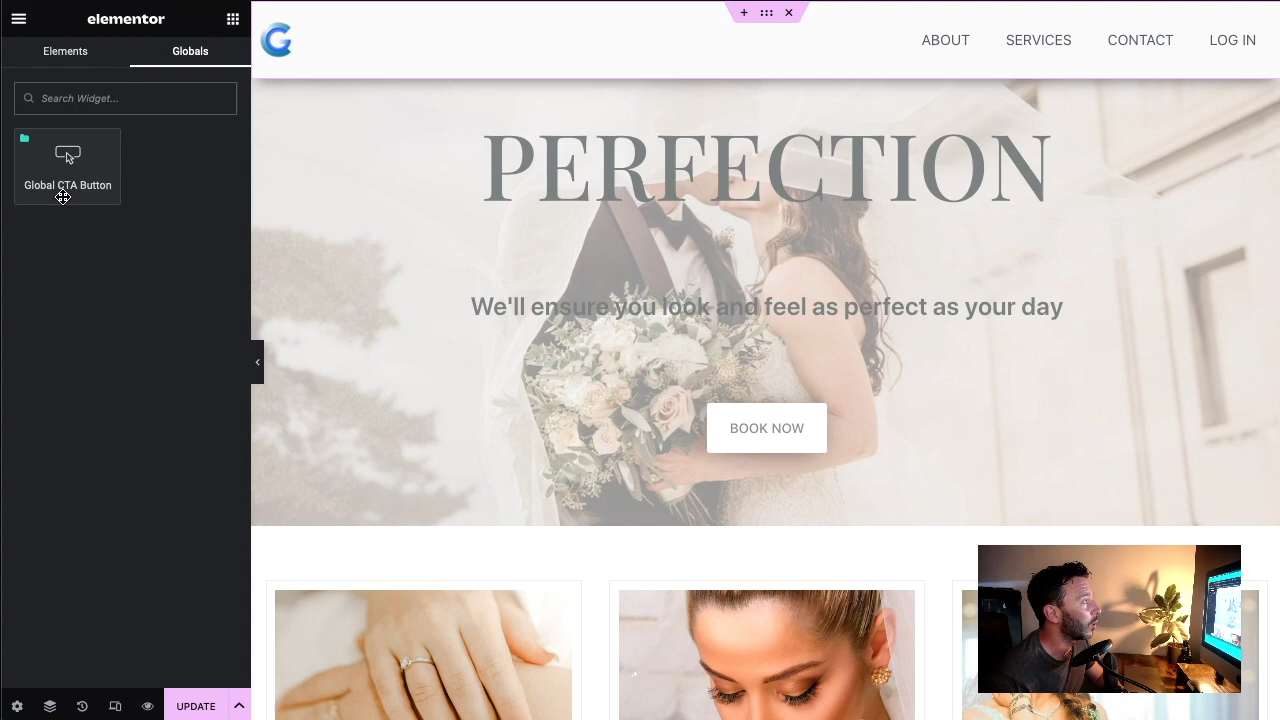 elementor
Elements Globals
Search Widget...
Global CTA Button
UPDATE
ABOUT SERVICES CONTACT LOG IN
PERFECTION
We'll ensure you look and feel as perfect as your day
BOOK NOW